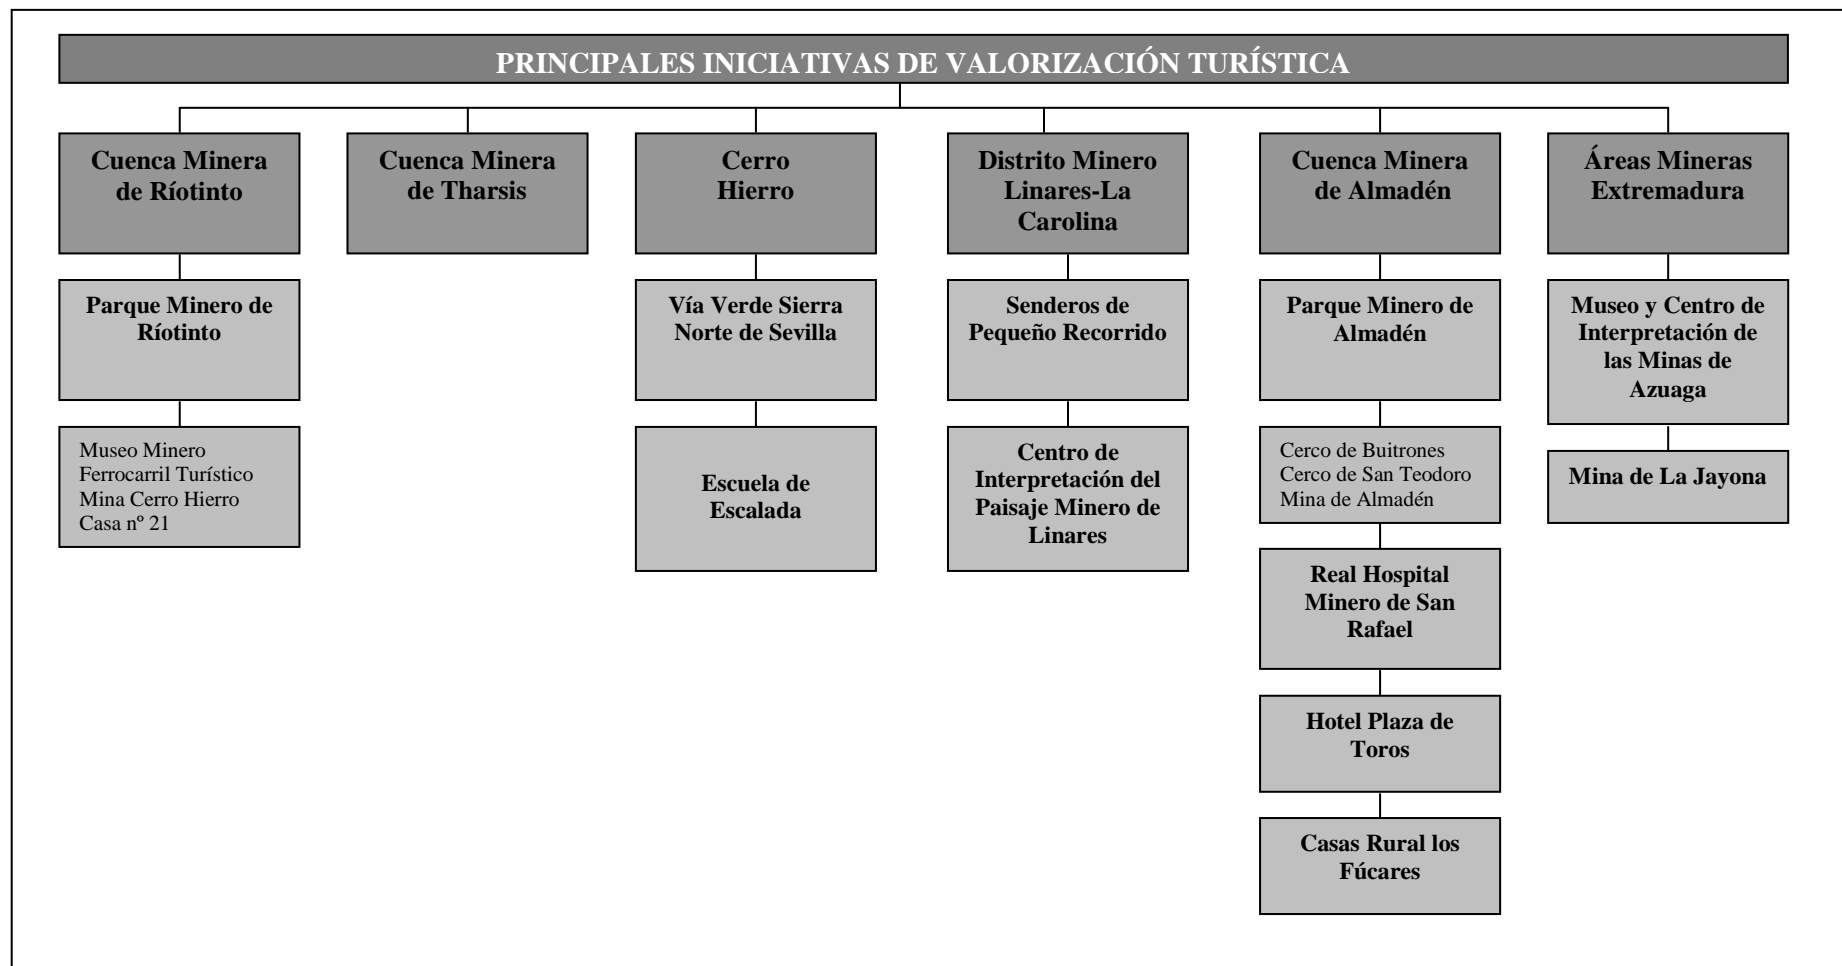 PRINCIPALES INICIATIVAS DE VALORIZACIÓN TURÍSTICA
Cuenca Minera
de Ríotinto
Cuenca Minera
de Tharsis
Cerro
Hierro
Distrito Minero
Linares-La
Carolina
Cuenca Minera
de Almadén
Áreas Mineras
Extremadura
Parque Minero de
Ríotinto
Vía Verde Sierra
Norte de Sevilla
Senderos de
Pequeño Recorrido
Parque Minero de
Almadén
Museo y Centro de
Interpretación de
las Minas de
Azuaga
Museo Minero
Ferrocarril Turístico
Mina Cerro Hierro
Casa nº 21
Escuela de
Escalada
Centro de
Interpretación del
Paisaje Minero de
Linares
Cerco de Buitrones
Cerco de San Teodoro
Mina de Almadén
Mina de La Jayona
Real Hospital
Minero de San
Rafael
Hotel Plaza de
Toros
Casas Rural los
Fúcares